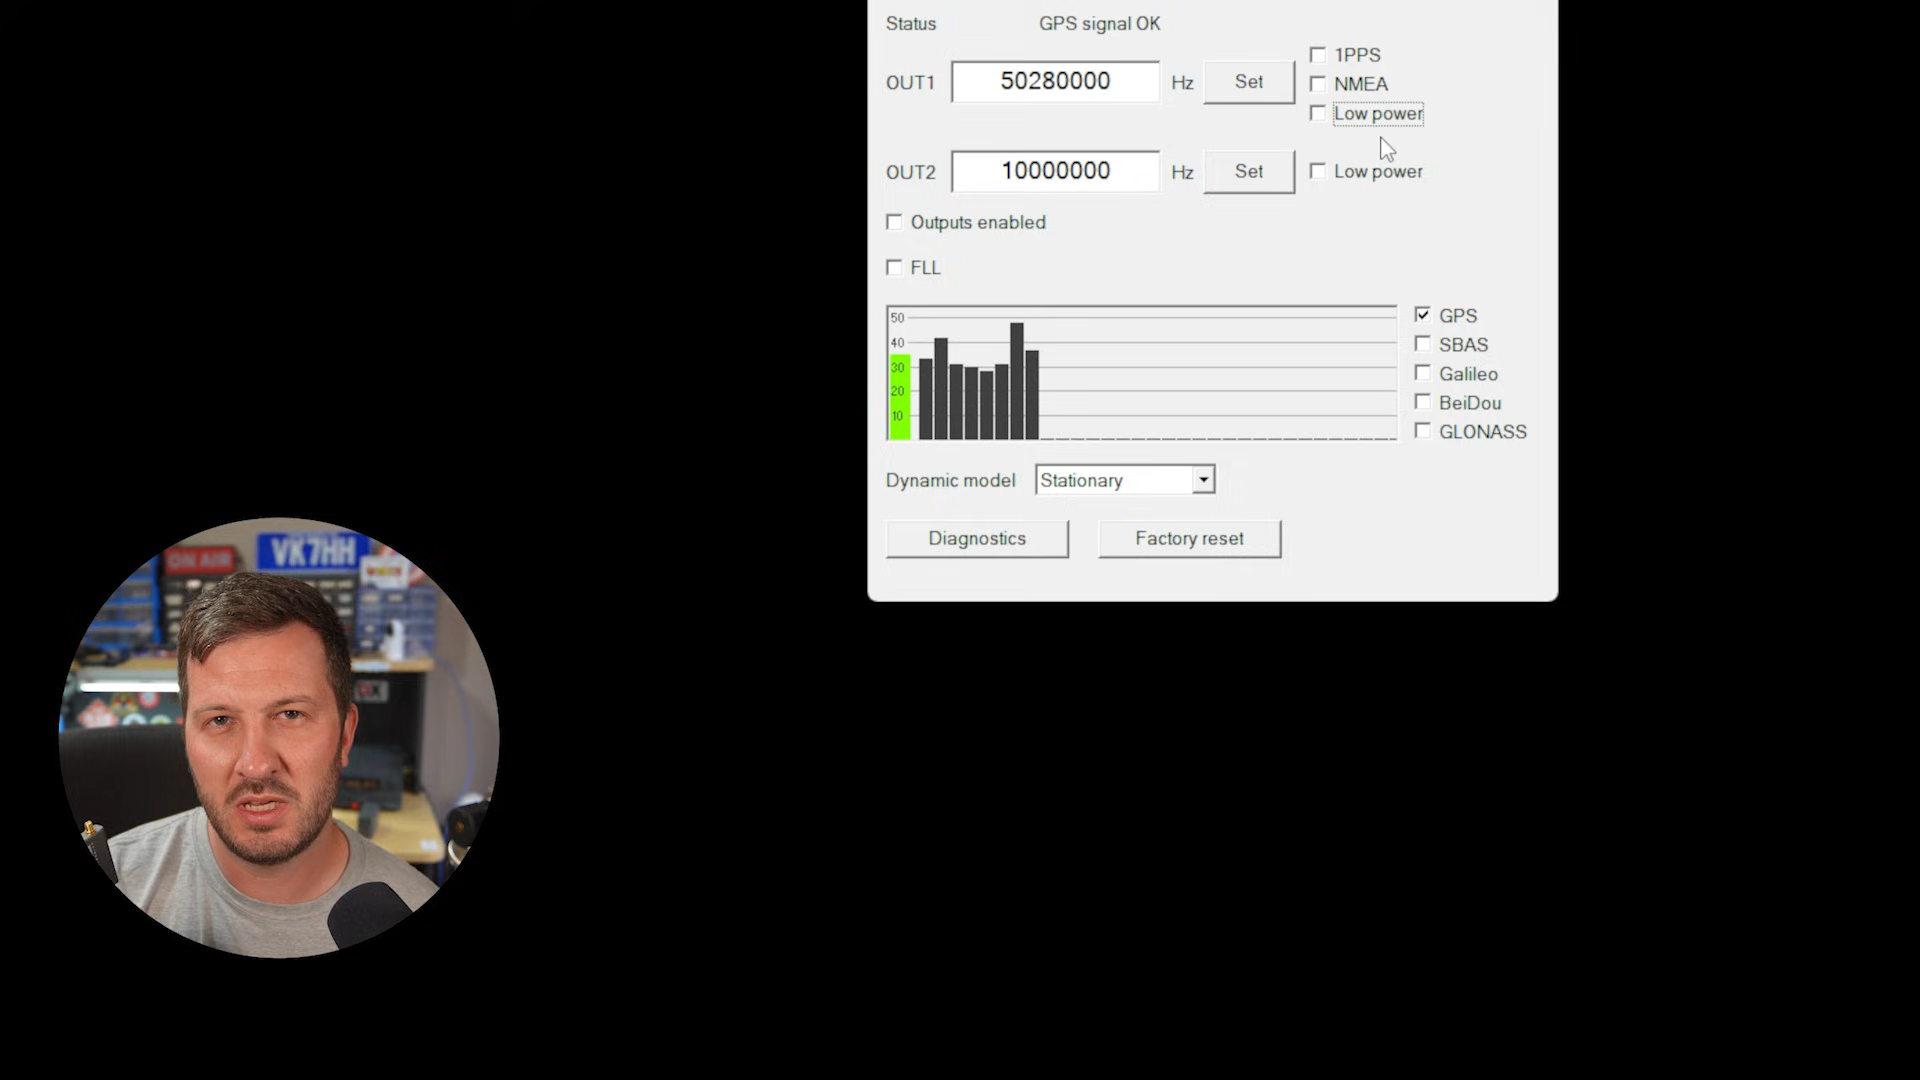 Status GPS signal OK
OUT1 50280000 Hz Set
1PPS
NMEA
Low power
OUT2 10000000 Hz Set Low power
Outputs enabled
FLL
50
40
30
20
10
GPS
SBAS
Galileo
BeiDou
GLONASS
Dynamic model Stationary
Diagnostics Factory reset
ON AIR
VK7HH